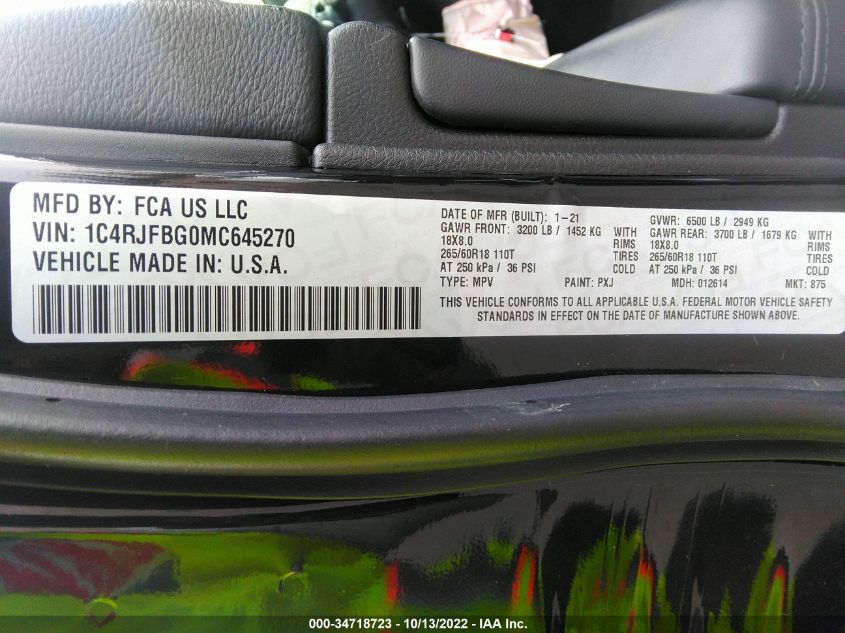 MFD BY: FCA US LLC
VIN: 1C4RJFBG0MC645270
VEHICLE MADE IN: U.S.A.
DATE OF MFR (BUILT): 1-21
GVWR: 6500 LB / 2949 KG
GAWR FRONT: 3200 LB / 1452 KG WITH
18X8.0 RIMS
265/60R18 110T TIRES
AT 250 kPa / 36 PSI COLD
GAWR REAR: 3700 LB / 1679 KG WITH
18X8.0 RIMS
265/60R18 110T TIRES
AT 250 kPa / 36 PSI COLD
TYPE: MPV PAINT: PXJ MDH: 012614 MKT: 875
THIS VEHICLE CONFORMS TO ALL APPLICABLE U.S.A. FEDERAL MOTOR VEHICLE SAFETY
STANDARDS IN EFFECT ON THE DATE OF MANUFACTURE SHOWN ABOVE.
000-34718723 - 10/13/2022 - IAA Inc.